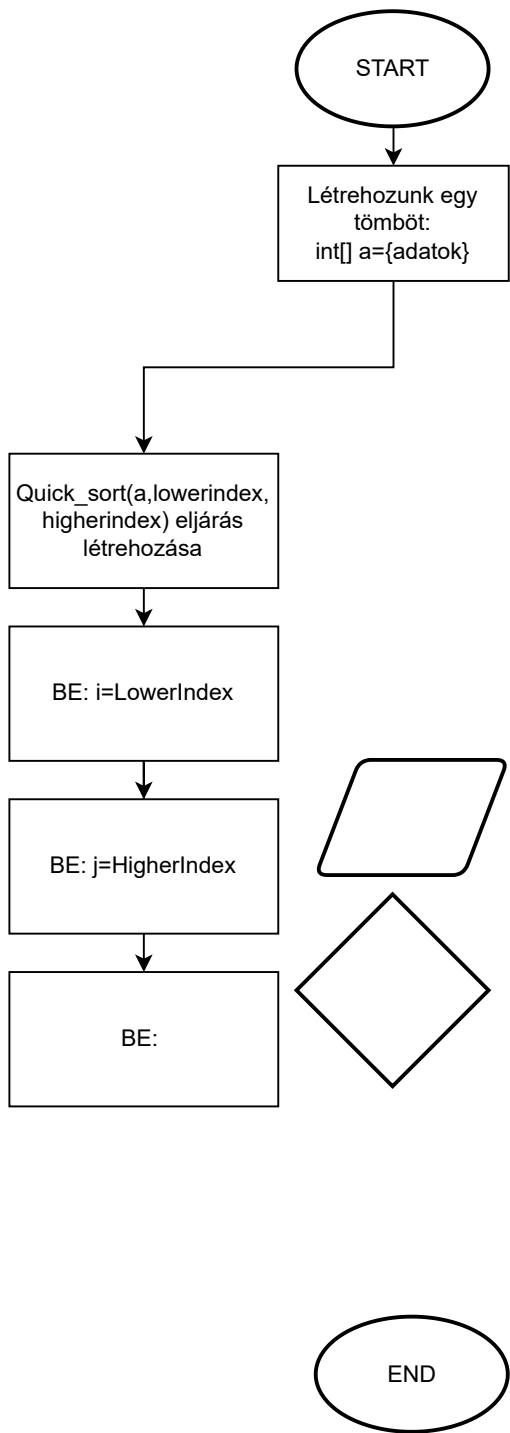 START
Létrehozunk egy
tömböt:
int[] a={adatok}
Quick_sort(a,lowerindex,
higherindex) eljárás
létrehozása
BE: i=LowerIndex
BE: j=HigherIndex
BE:
END